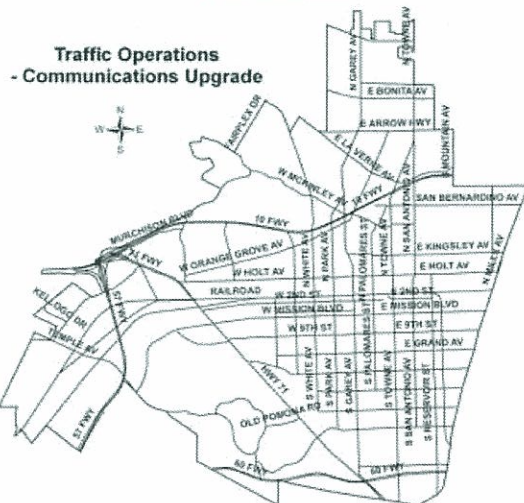 Traffic Operations
- Communications Upgrade
N
W E
S
N GAREY AV
N TOWNE AV
E BONITA AV
E ARROW HWY
FAIRPLEX DR
E LA VERNE AV
N MOUNTAIN AV
W MCKINLEY AV
10 FWY
SAN BERNARDINO AV
N SAN ANTONIO AV
MURCHISON BLVD
10 FWY
N WHITE AV
N PARK AV
N PALOMARES ST
N TOWNE AV
E KINGSLEY AV
W ORANGE GROVE AV
W HOLT AV
E HOLT AV
N MILLS AV
RAILROAD
W 2ND ST
E 2ND ST
W MISSION BLVD
E MISSION BLVD
KELLOGG DR
57 FWY
W 9TH ST
E 9TH ST
TEMPLE AV
E GRAND AV
HWY 71
S WHITE AV
S PARK AV
S GAREY AV
S PALOMARES ST
S TOWNE AV
S SAN ANTONIO AV
S RESERVOIR ST
57 FWY
OLD POMONA RD
60 FWY
60 FWY